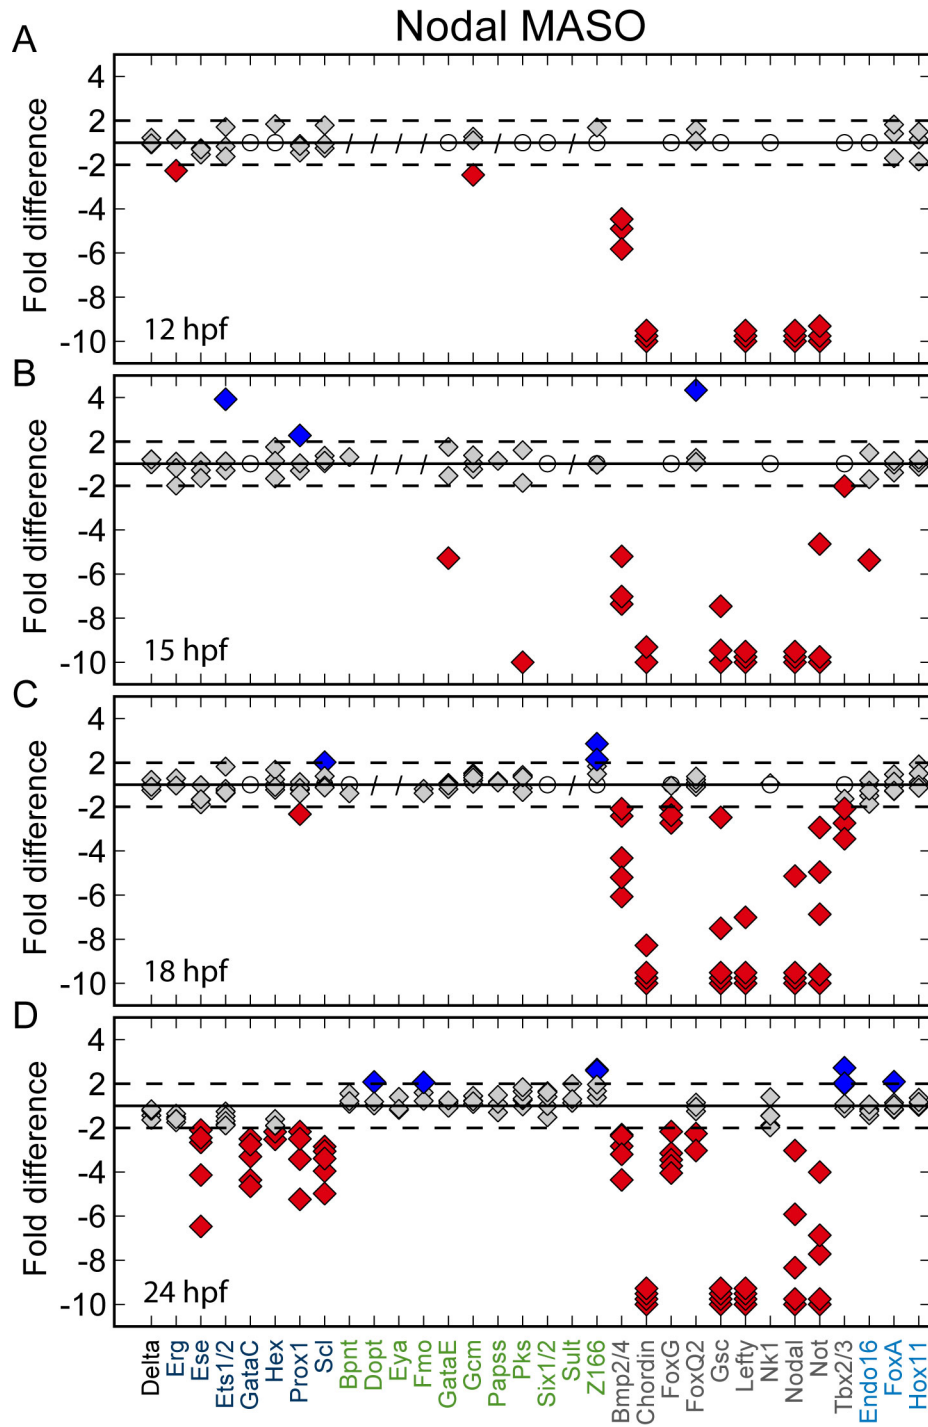 Nodal MASO
A
Fold difference
4
2
-2
-4
-6
-8
-10
12 hpf
B
Fold difference
4
2
-2
-4
-6
-8
-10
15 hpf
C
Fold difference
4
2
-2
-4
-6
-8
-10
18 hpf
D
Fold difference
4
2
-2
-4
-6
-8
-10
24 hpf
Delta
Erg
Ese
Ets1/2
GataC
Hex
Prox1
Scl
Bpnt
Dopt
Eya
Fmo
GataE
Gcm
Papss
Pks
Six1/2
Sult
Z166
Bmp2/4
Chordin
FoxG
FoxQ2
Gsc
Lefty
Nk1
Nodal
Not
Tbx2/3
Endo16
FoxA
Hox11